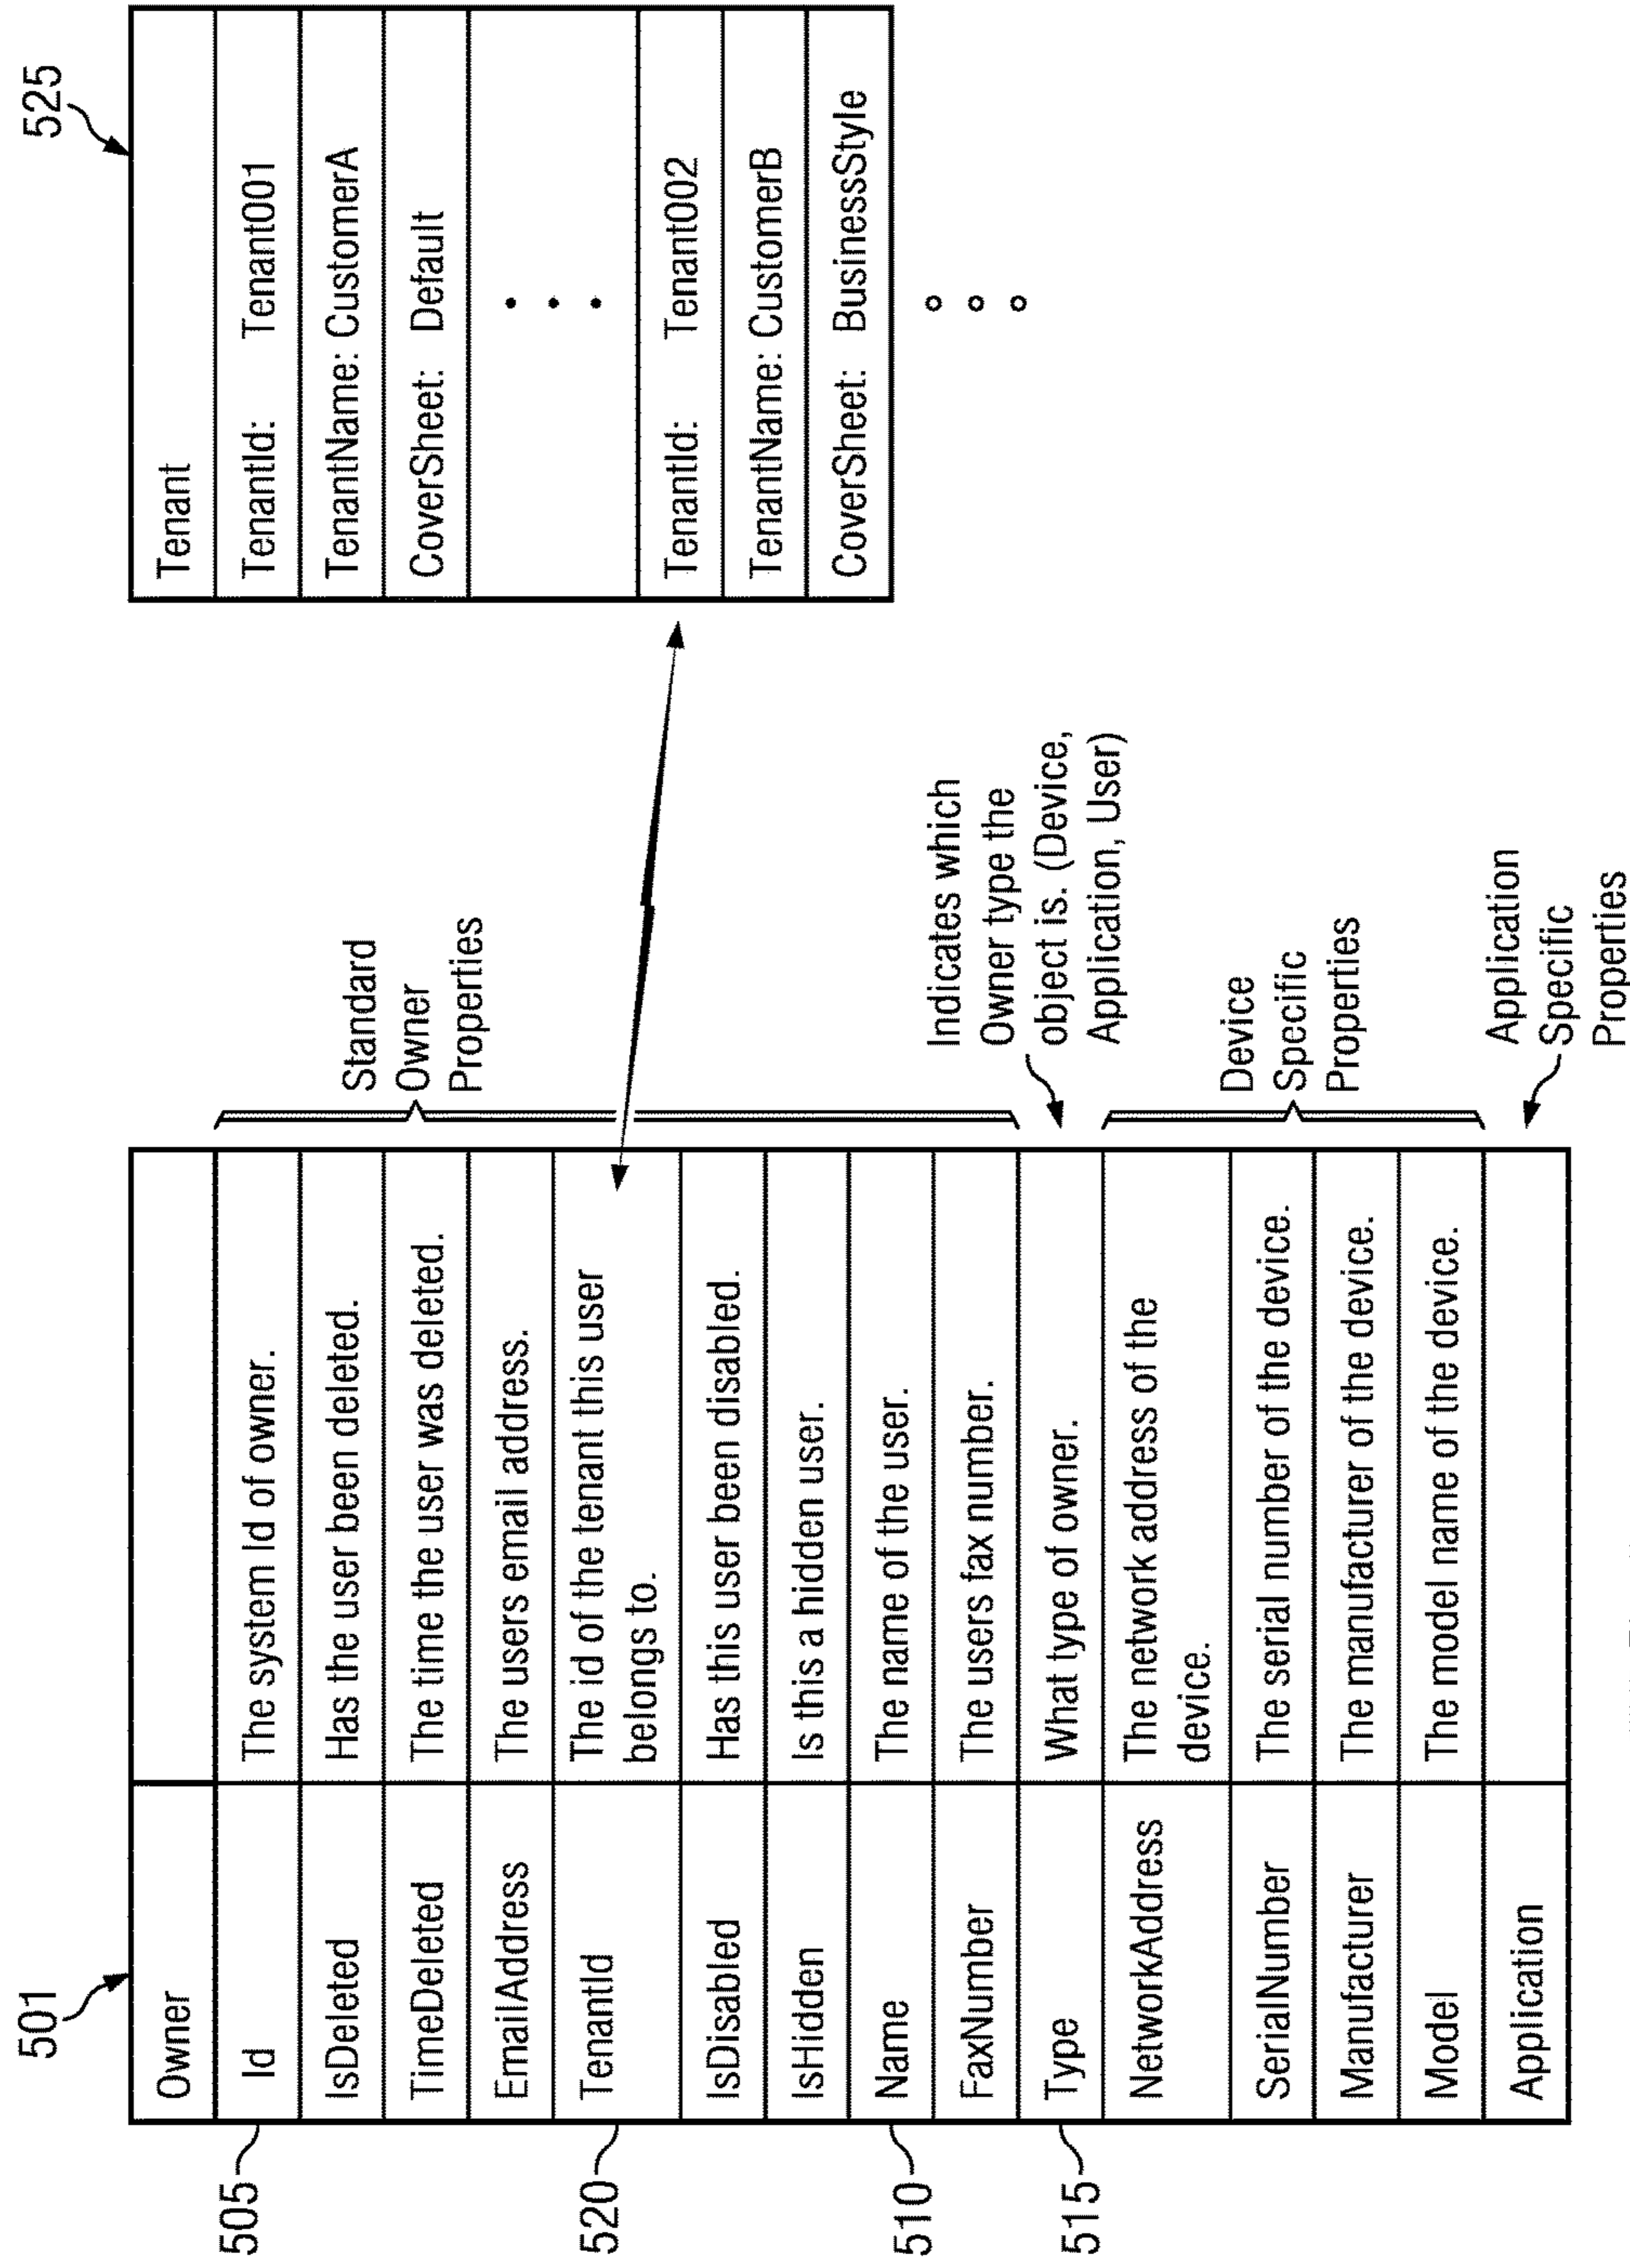 501
Owner
505
Id
The system Id of owner.
IsDeleted
Has the user been deleted.
TimeDeleted
The time the user was deleted.
EmailAddress
The users email address.
520
TenantId
The id of the tenant this user
belongs to.
IsDisabled
Has this user been disabled.
IsHidden
Is this a hidden user.
510
Name
The name of the user.
FaxNumber
The users fax number.
515
Type
What type of owner.
NetworkAddress
The network address of the
device.
SerialNumber
The serial number of the device.
Manufacturer
The manufacturer of the device.
Model
The model name of the device.
Application
Standard
Owner
Properties
Indicates which
Owner type the
object is. (Device,
Application, User)
Device
Specific
Properties
Application
Specific
Properties
525
Tenant
TenantId: Tenant001
TenantName: CustomerA
CoverSheet: Default
TenantId: Tenant002
TenantName: CustomerB
CoverSheet: BusinessStyle